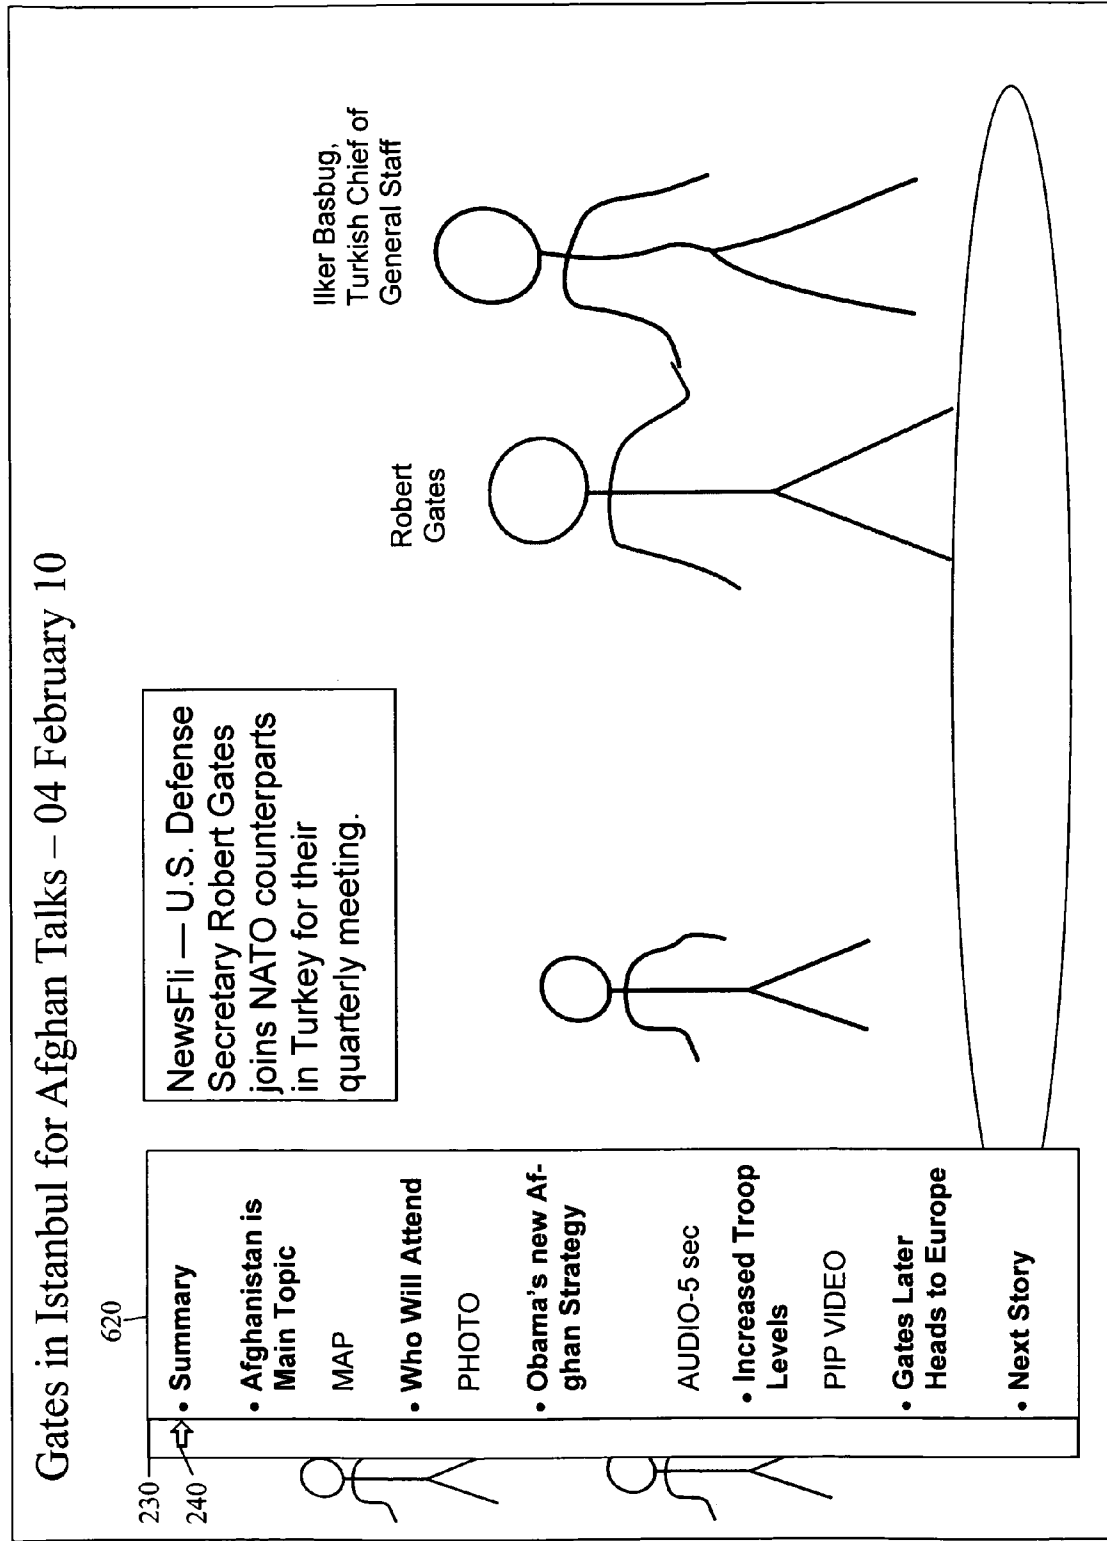 Gates in Istanbul for Afghan Talks – 04 February 10
620
230
240
• Summary
• Afghanistan is
Main Topic
MAP
• Who Will Attend
PHOTO
• Obama's new Af-
ghan Strategy
AUDIO-5 sec
• Increased Troop
Levels
PIP VIDEO
• Gates Later
Heads to Europe
• Next Story
NewsFli — U.S. Defense
Secretary Robert Gates
joins NATO counterparts
in Turkey for their
quarterly meeting.
Robert
Gates
Ilker Basbug,
Turkish Chief of
General Staff